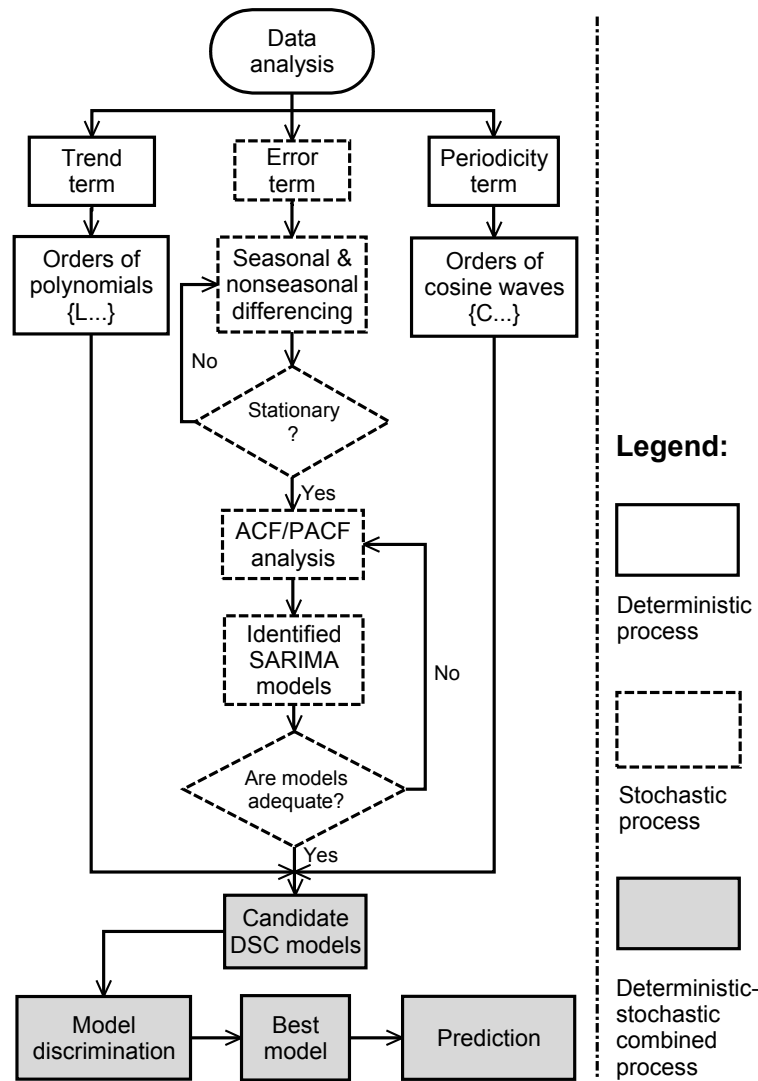 Data
analysis
Trend
term
Error
term
Periodicity
term
Orders of
polynomials
{L...}
Seasonal &
nonseasonal
differencing
Orders of
cosine waves
{C...}
No
Stationary
?
Yes
ACF/PACF
analysis
Identified
SARIMA
models
No
Are models
adequate?
Yes
Candidate
DSC models
Model
discrimination
Best
model
Prediction
Legend:
Deterministic
process
Stochastic
process
Deterministic-
stochastic
combined
process